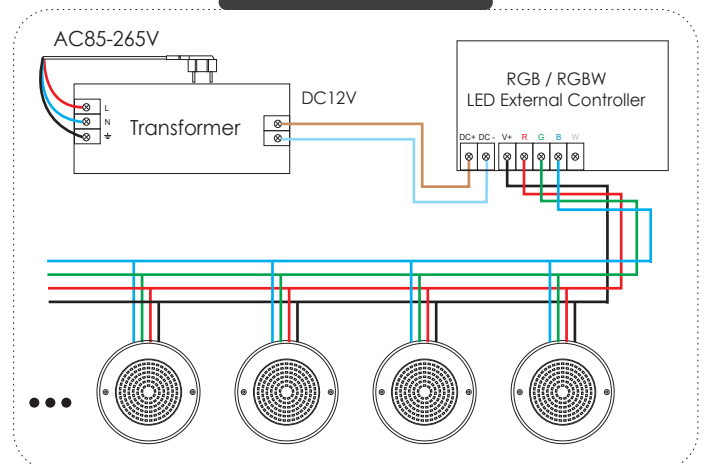 AC85-265V
L
N
Transformer
DC12V
RGB / RGBW
LED External Controller
DC+ DC - V+ R G B W